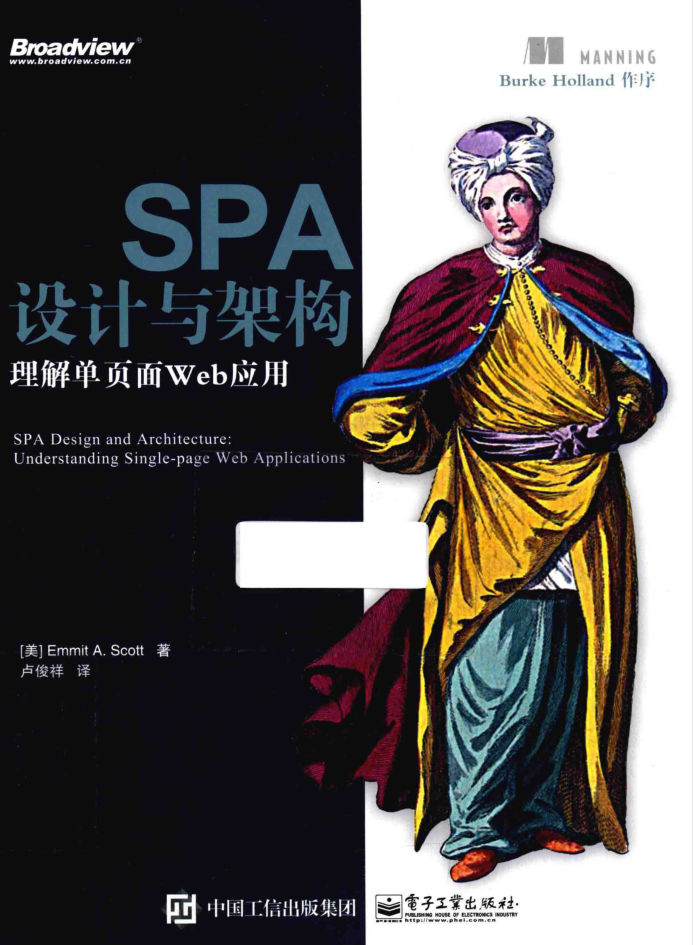 Broadview®
www.broadview.com.cn
MANNING
Burke Holland 作序
SPA
设计与架构
理解单页面Web应用
SPA Design and Architecture:
Understanding Single-page Web Applications
[美] Emmit A. Scott 著
卢俊祥 译
中国工信出版集团
電子工業出版社
PUBLISHING HOUSE OF ELECTRONICS INDUSTRY
http://www.phei.com.cn